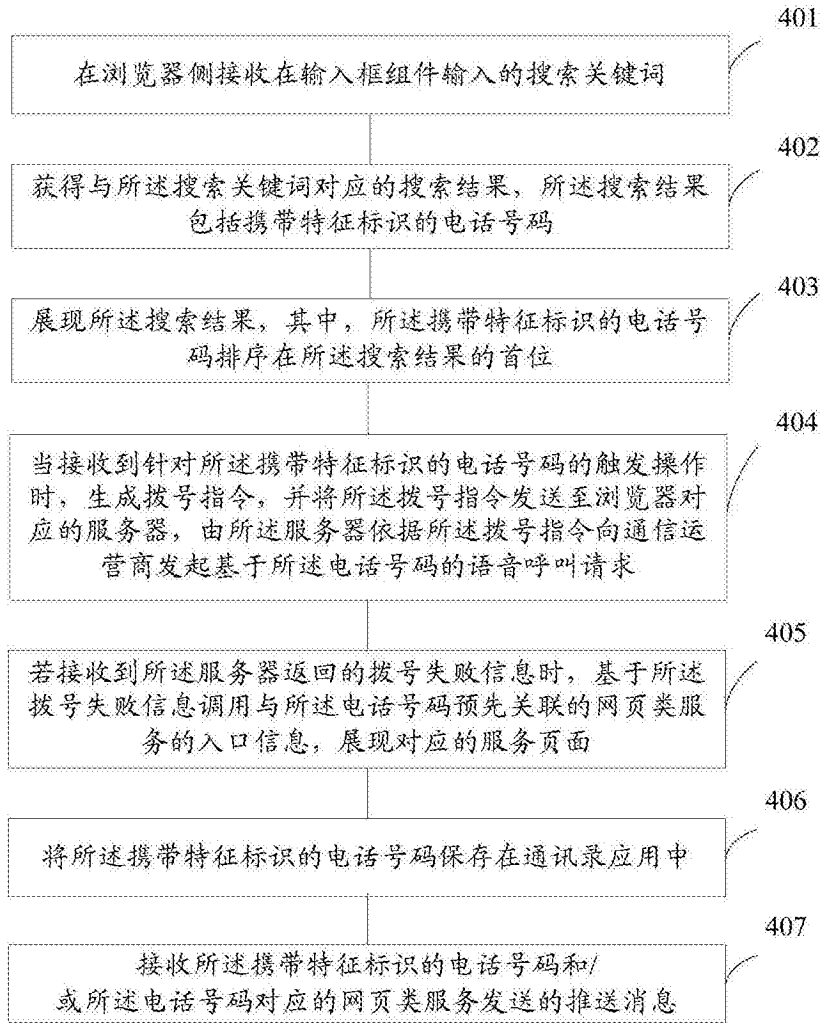 401
在浏览器侧接收在输入框组件输入的搜索关键词
402
获得与所述搜索关键词对应的搜索结果，所述搜索结果
包括携带特征标识的电话号码
403
展现所述搜索结果，其中，所述携带特征标识的电话号
码排序在所述搜索结果的首位
404
当接收到针对所述携带特征标识的电话号码的触发操作
时，生成拨号指令，并将所述拨号指令发送至浏览器对
应的服务器，由所述服务器依据所述拨号指令向通信运
营商发起基于所述电话号码的语音呼叫请求
405
若接收到所述服务器返回的拨号失败信息时，基于所述
拨号失败信息调用与所述电话号码预先关联的网页类服
务的入口信息，展现对应的服务页面
406
将所述携带特征标识的电话号码保存在通讯录应用中
407
接收所述携带特征标识的电话号码和/
或所述电话号码对应的网页类服务发送的推送消息